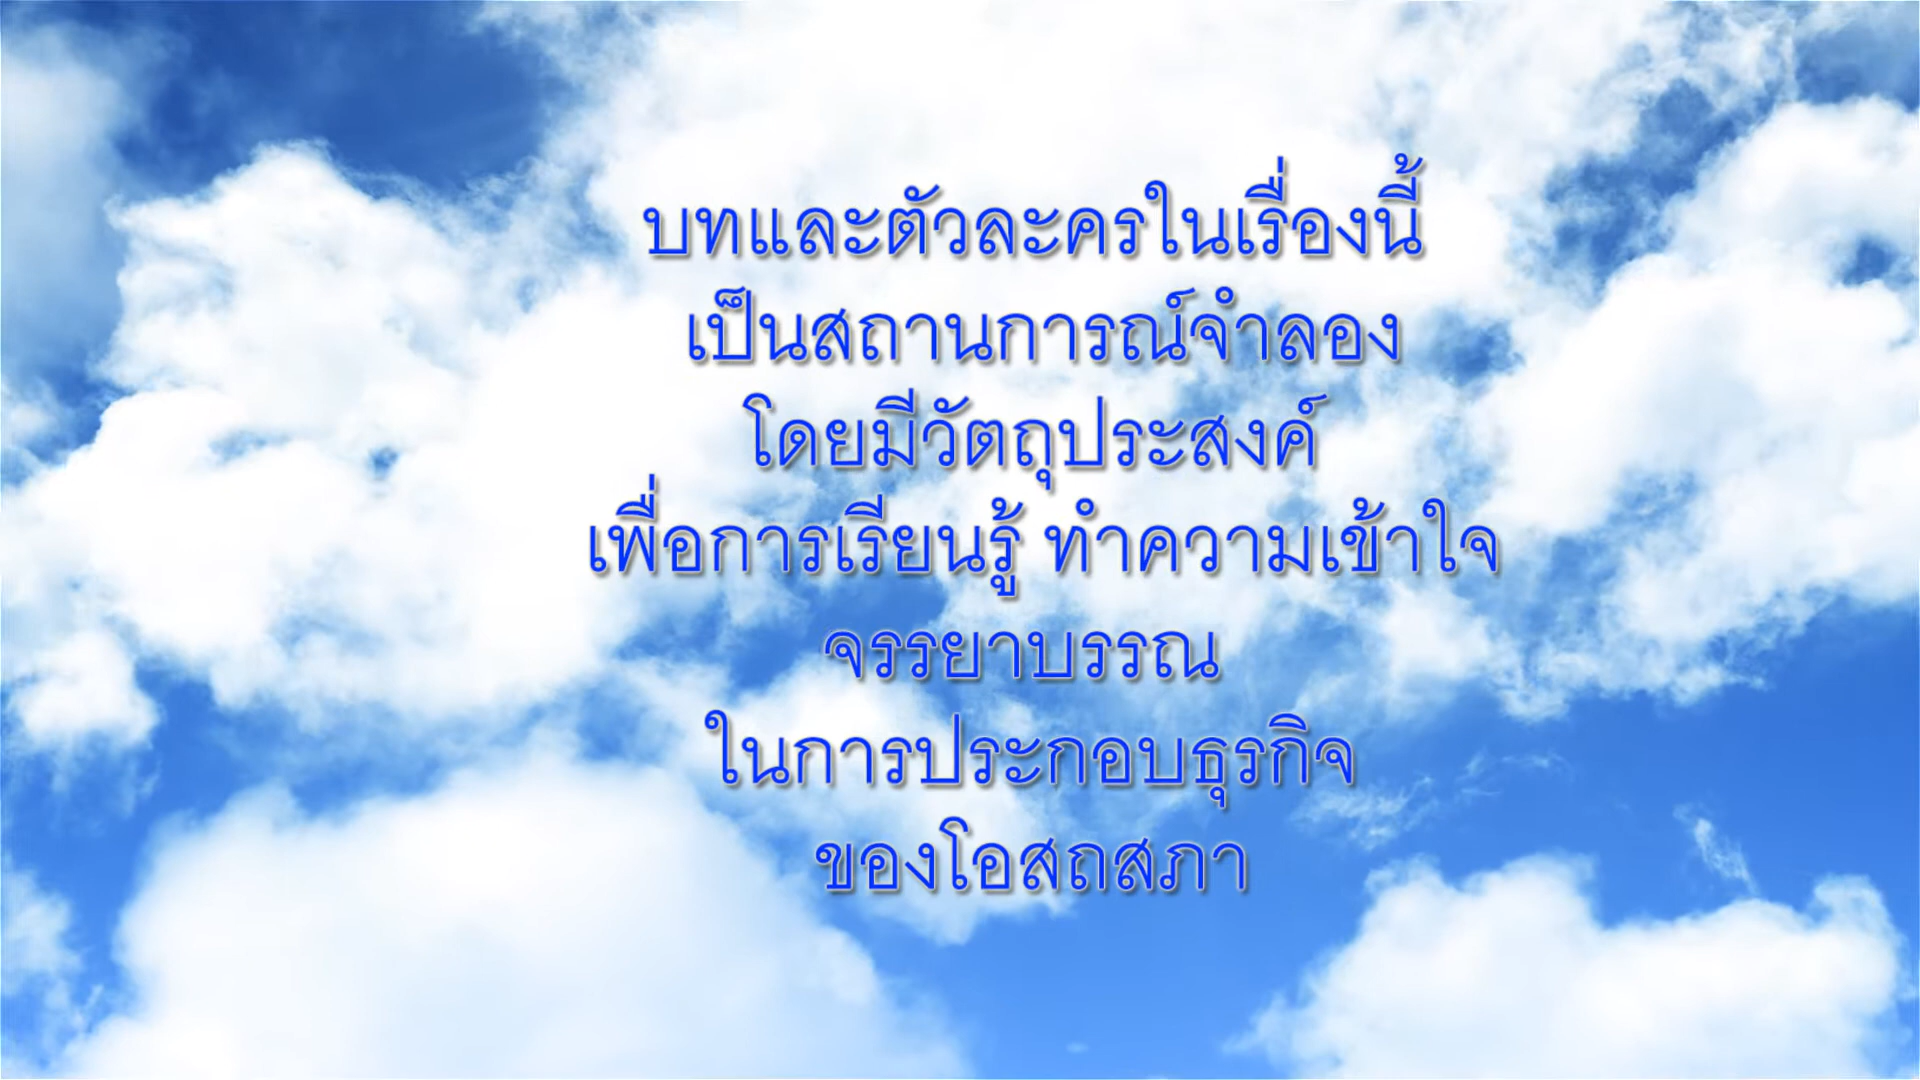 บทและตัวละครในเรื่องนี้
เป็นสถานการณ์จำลอง
โดยมีวัตถุประสงค์
เพื่อการเรียนรู้ ทำความเข้าใจ
จรรยาบรรณ
ในการประกอบธุรกิจ
ของโอสถสภา